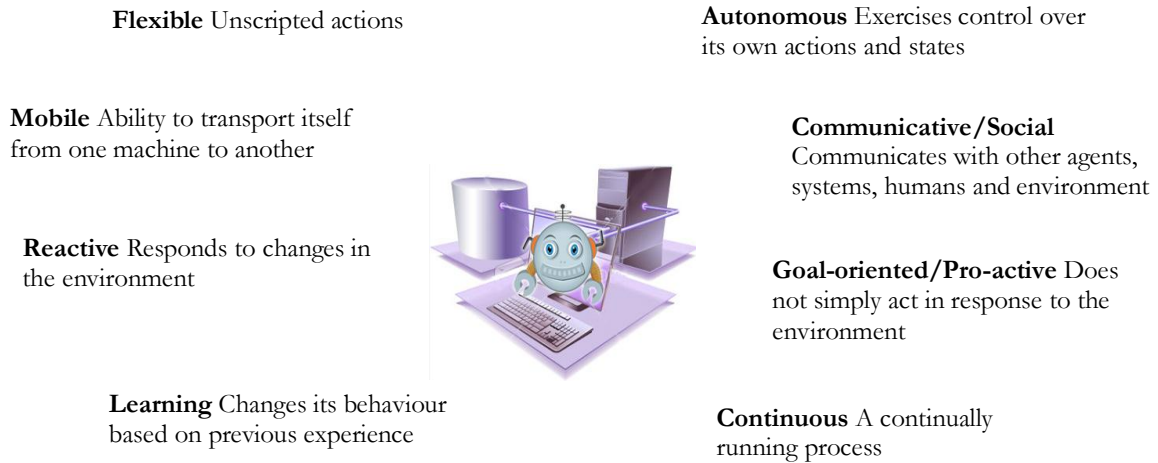 Flexible Unscripted actions
Autonomous Exercises control over
its own actions and states
Mobile Ability to transport itself
from one machine to another
Communicative/Social
Communicates with other agents,
systems, humans and environment
Reactive Responds to changes in
the environment
Goal-oriented/Pro-active Does
not simply act in response to the
environment
Learning Changes its behaviour
based on previous experience
Continuous A continually
running process